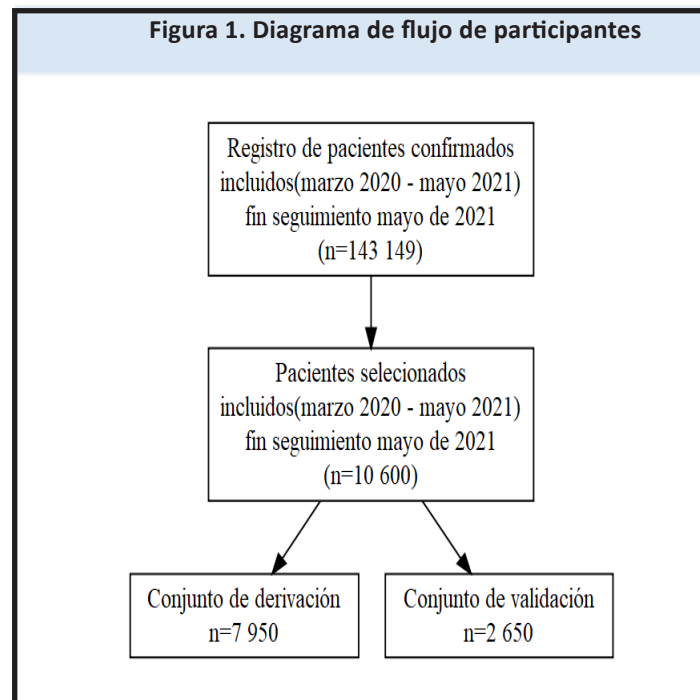 Figura 1. Diagrama de flujo de participantes
Registro de pacientes confirmados
incluidos(marzo 2020 - mayo 2021)
fin seguimiento mayo de 2021
(n=143 149)
Pacientes selecionados
incluidos(marzo 2020 - mayo 2021)
fin seguimiento mayo de 2021
(n=10 600)
Conjunto de derivación
n=7 950
Conjunto de validación
n=2 650